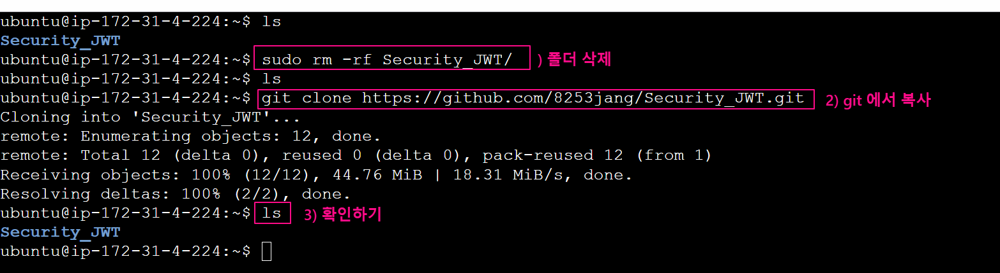 ubuntu@ip-172-31-4-224:~$ ls
Security_JWT
ubuntu@ip-172-31-4-224:~$ sudo rm -rf Security_JWT/ ) 폴더 삭제
ubuntu@ip-172-31-4-224:~$ ls
ubuntu@ip-172-31-4-224:~$ git clone https://github.com/8253jang/Security_JWT.git 2) git 에서 복사
Cloning into 'Security_JWT'...
remote: Enumerating objects: 12, done.
remote: Total 12 (delta 0), reused 0 (delta 0), pack-reused 12 (from 1)
Receiving objects: 100% (12/12), 44.76 MiB | 18.31 MiB/s, done.
Resolving deltas: 100% (2/2), done.
ubuntu@ip-172-31-4-224:~$ ls 3) 확인하기
Security_JWT
ubuntu@ip-172-31-4-224:~$